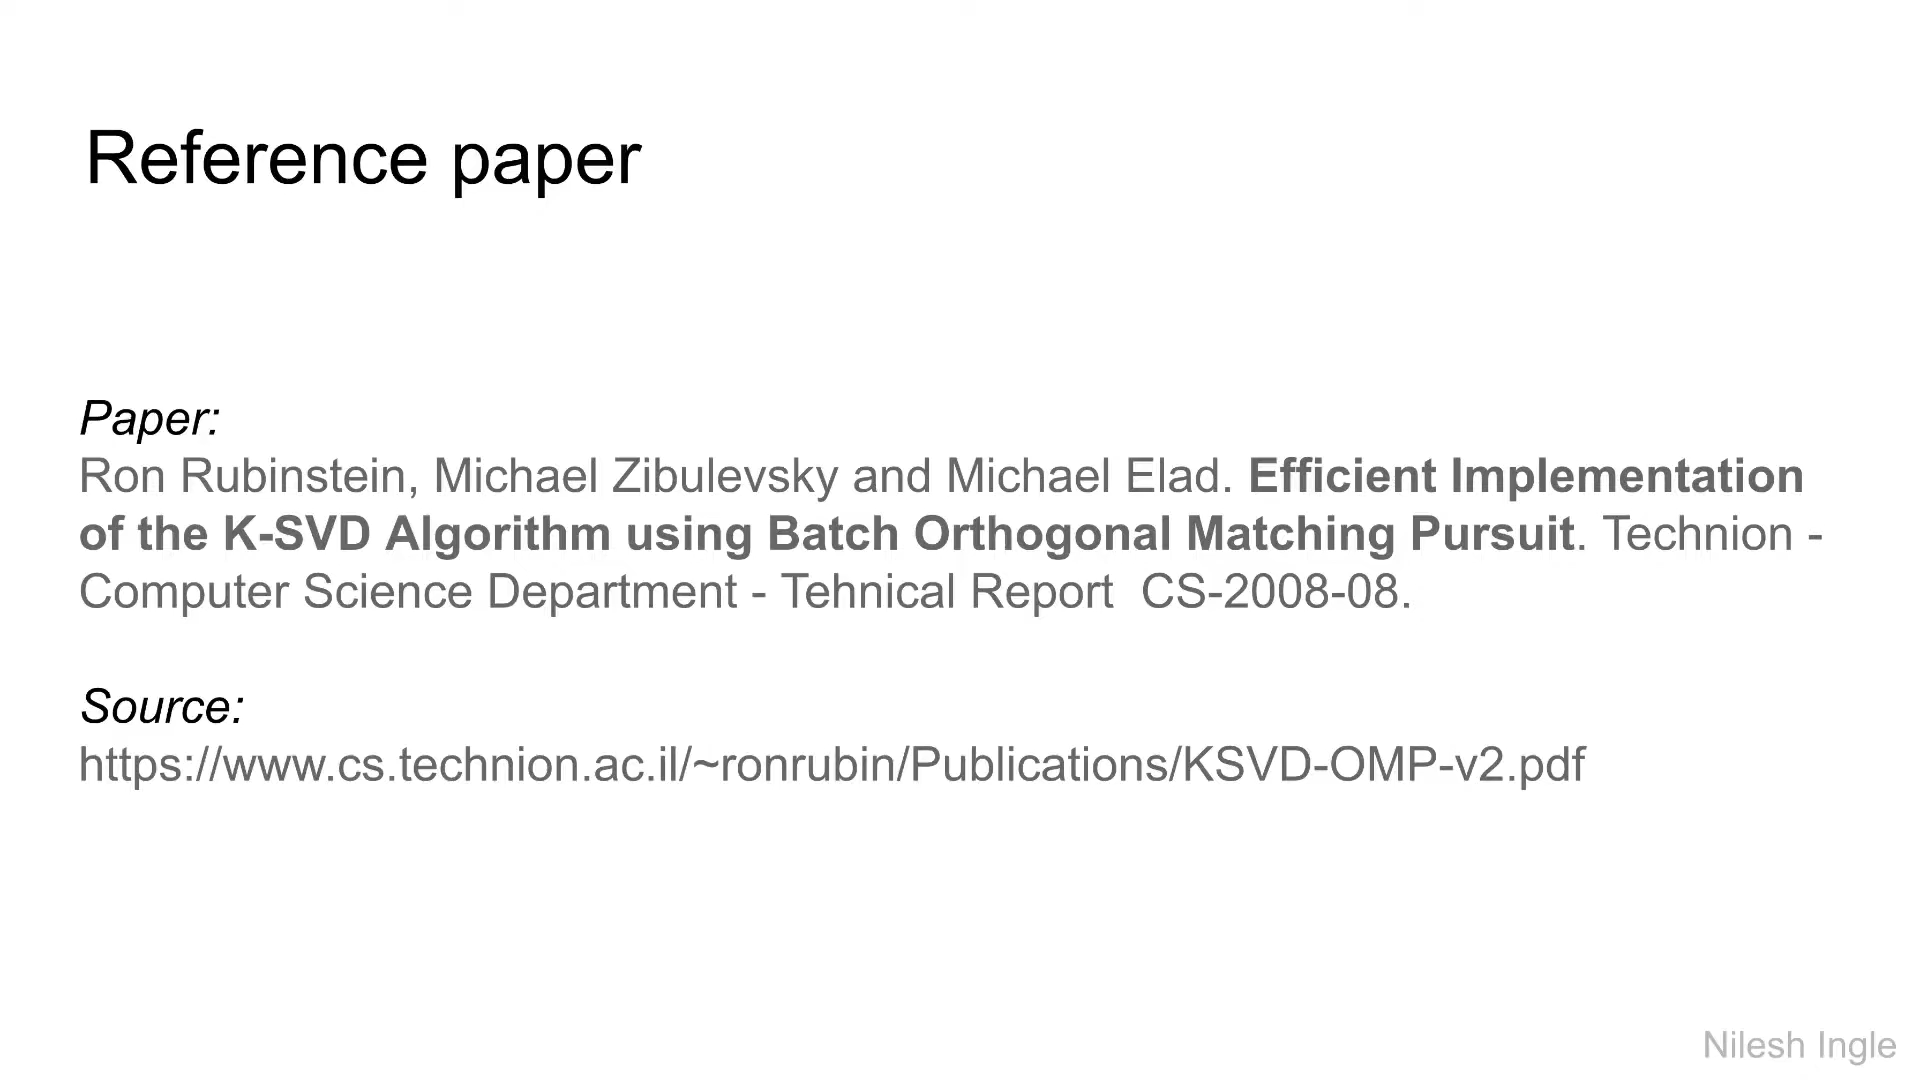 Reference paper
Paper:
Ron Rubinstein, Michael Zibulevsky and Michael Elad. Efficient Implementation
of the K-SVD Algorithm using Batch Orthogonal Matching Pursuit. Technion -
Computer Science Department - Tehnical Report  CS-2008-08.
Source:
https://www.cs.technion.ac.il/~ronrubin/Publications/KSVD-OMP-v2.pdf
Nilesh Ingle